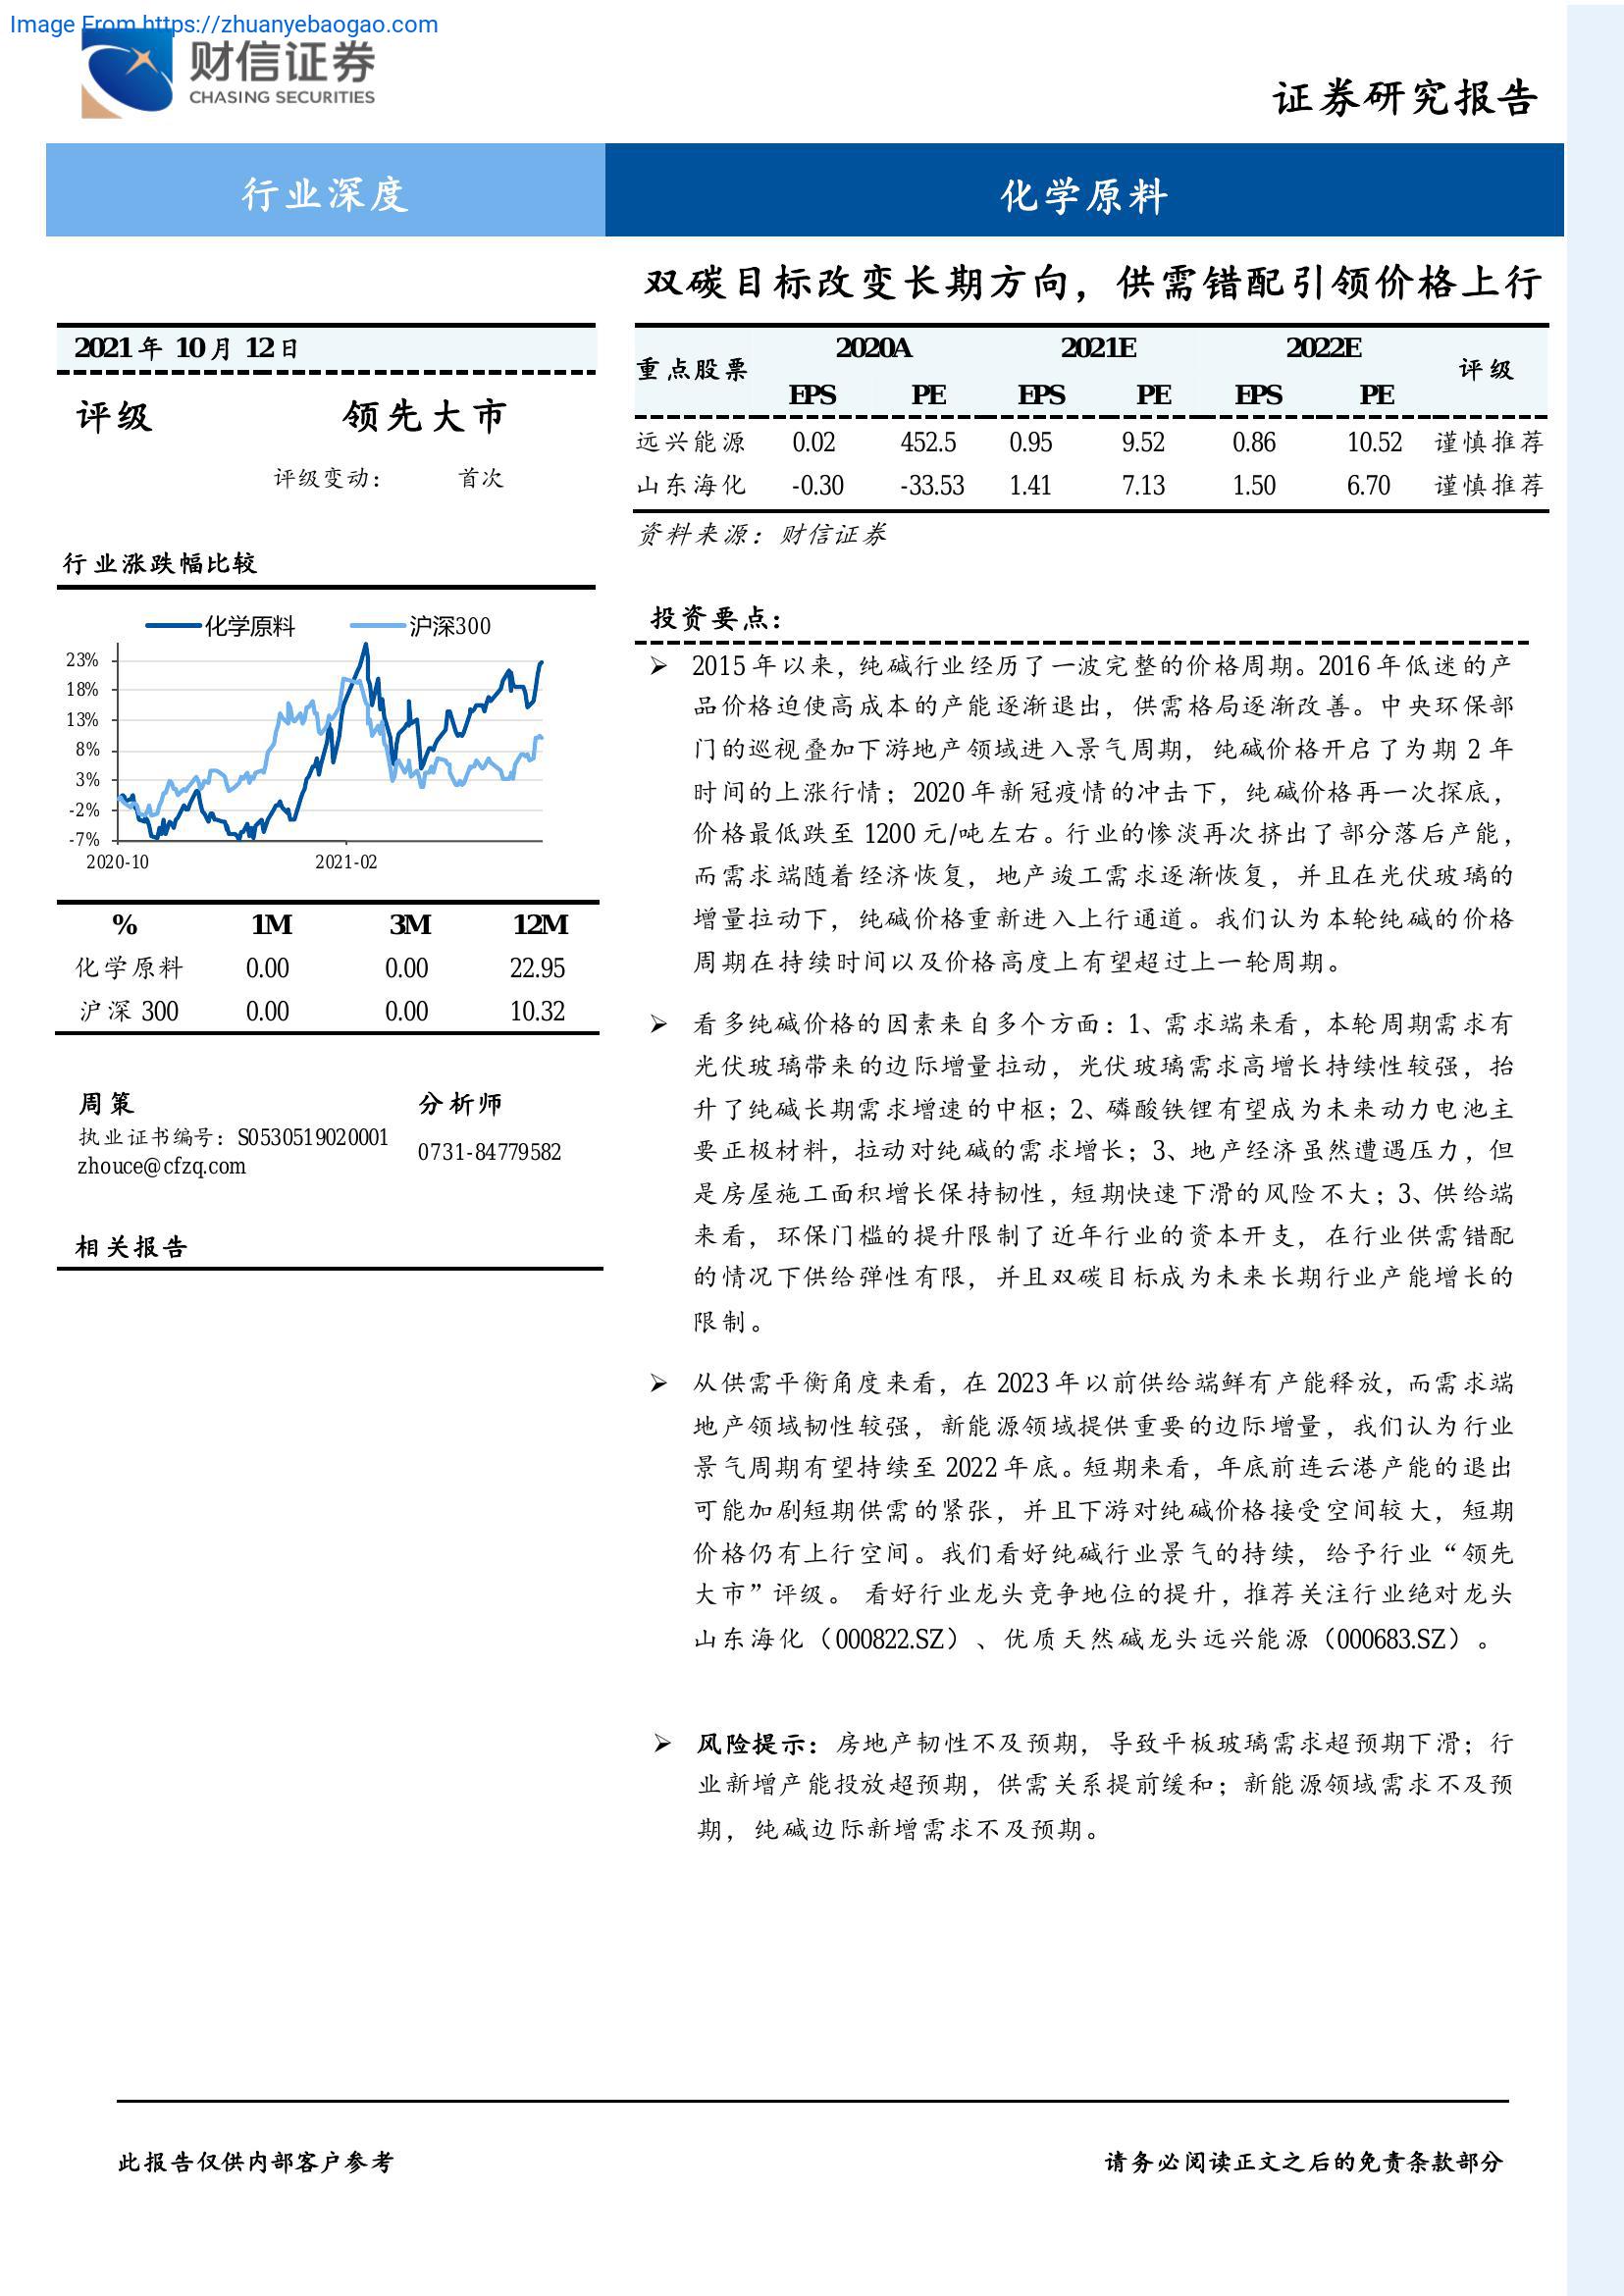 Image From https://zhuanyebaogao.com
财信证券
CHASING SECURITIES
证券研究报告
行业深度
化学原料
双碳目标改变长期方向，供需错配引领价格上行
2021 年 10 月 12 日
评级 领先大市
评级变动： 首次
行业涨跌幅比较
化学原料 沪深300
23%
18%
13%
8%
3%
-2%
-7%
2020-10 2021-02
% 1M 3M 12M
化学原料 0.00 0.00 22.95
沪深 300 0.00 0.00 10.32
周策 分析师
执业证书编号：S0530519020001
zhouce@cfzq.com
0731-84779582
相关报告
重点股票 2020A 2021E 2022E 评级
EPS PE EPS PE EPS PE
远兴能源 0.02 452.5 0.95 9.52 0.86 10.52 谨慎推荐
山东海化 -0.30 -33.53 1.41 7.13 1.50 6.70 谨慎推荐
资料来源：财信证券
投资要点：
➢ 2015 年以来，纯碱行业经历了一波完整的价格周期。2016 年低迷的产
品价格迫使高成本的产能逐渐退出，供需格局逐渐改善。中央环保部
门的巡视叠加下游地产领域进入景气周期，纯碱价格开启了为期 2 年
时间的上涨行情；2020 年新冠疫情的冲击下，纯碱价格再一次探底，
价格最低跌至 1200 元/吨左右。行业的惨淡再次挤出了部分落后产能，
而需求端随着经济恢复，地产竣工需求逐渐恢复，并且在光伏玻璃的
增量拉动下，纯碱价格重新进入上行通道。我们认为本轮纯碱的价格
周期在持续时间以及价格高度上有望超过上一轮周期。
➢ 看多纯碱价格的因素来自多个方面：1、需求端来看，本轮周期需求有
光伏玻璃带来的边际增量拉动，光伏玻璃需求高增长持续性较强，抬
升了纯碱长期需求增速的中枢；2、磷酸铁锂有望成为未来动力电池主
要正极材料，拉动对纯碱的需求增长；3、地产经济虽然遭遇压力，但
是房屋施工面积增长保持韧性，短期快速下滑的风险不大；3、供给端
来看，环保门槛的提升限制了近年行业的资本开支，在行业供需错配
的情况下供给弹性有限，并且双碳目标成为未来长期行业产能增长的
限制。
➢ 从供需平衡角度来看，在 2023 年以前供给端鲜有产能释放，而需求端
地产领域韧性较强，新能源领域提供重要的边际增量，我们认为行业
景气周期有望持续至 2022 年底。短期来看，年底前连云港产能的退出
可能加剧短期供需的紧张，并且下游对纯碱价格接受空间较大，短期
价格仍有上行空间。我们看好纯碱行业景气的持续，给予行业“领先
大市”评级。 看好行业龙头竞争地位的提升，推荐关注行业绝对龙头
山东海化（000822.SZ）、优质天然碱龙头远兴能源（000683.SZ）。
➢ 风险提示：房地产韧性不及预期，导致平板玻璃需求超预期下滑；行
业新增产能投放超预期，供需关系提前缓和；新能源领域需求不及预
期，纯碱边际新增需求不及预期。
此报告仅供内部客户参考
请务必阅读正文之后的免责条款部分